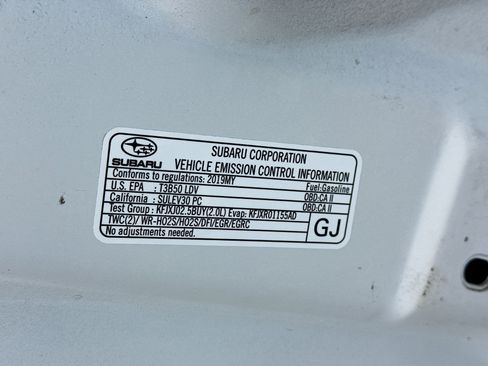 SUBARU
SUBARU CORPORATION
VEHICLE EMISSION CONTROL INFORMATION
Conforms to regulations: 2019MY Fuel:Gasoline
U.S. EPA : T3B50 LDV OBD:CA II
California : SULEV30 PC OBD:CA II
Test Group : KFJXJ02.5BUY(2.0L) Evap: KFJXR01155AD
TWC(2)/ WR-HO2S/HO2S/DFI/EGR/EGRC
No adjustments needed.
GJ